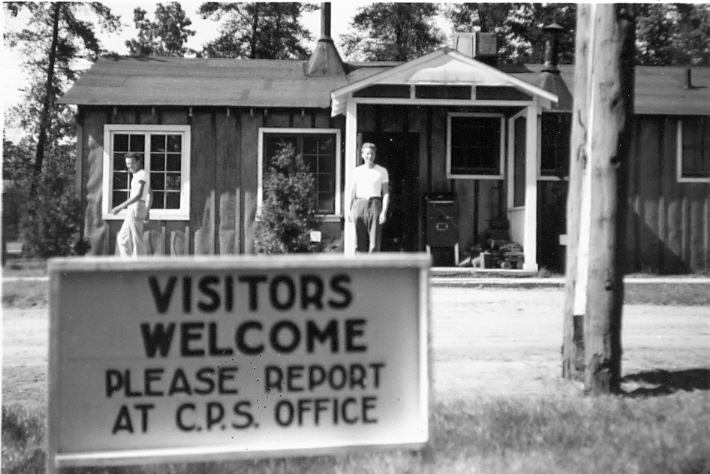 VISITORS
WELCOME
PLEASE REPORT
AT C.P.S. OFFICE